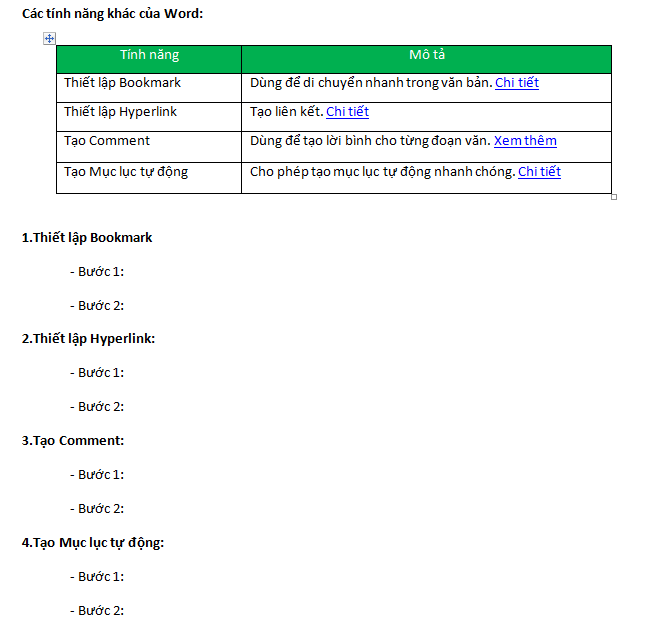 Các tính năng khác của Word:
Tính năng Mô tả
Thiết lập Bookmark Dùng để di chuyển nhanh trong văn bản. Chi tiết
Thiết lập Hyperlink Tạo liên kết. Chi tiết
Tạo Comment Dùng để tạo lời bình cho từng đoạn văn. Xem thêm
Tạo Mục lục tự động Cho phép tạo mục lục tự động nhanh chóng. Chi tiết
1.Thiết lập Bookmark
- Bước 1:
- Bước 2:
2.Thiết lập Hyperlink:
- Bước 1:
- Bước 2:
3.Tạo Comment:
- Bước 1:
- Bước 2:
4.Tạo Mục lục tự động:
- Bước 1:
- Bước 2: